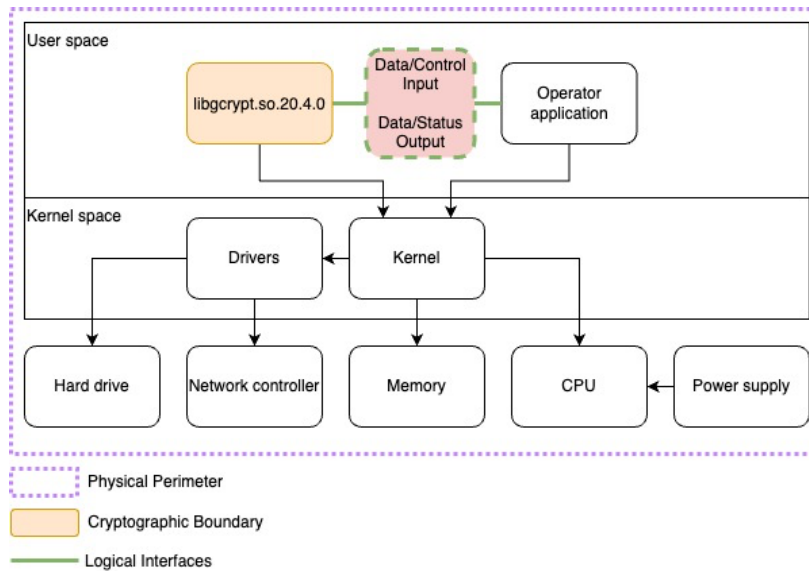 User space
libgcrypt.so.20.4.0
Data/Control
Input
Data/Status
Output
Operator
application
Kernel space
Drivers
Kernel
Hard drive
Network controller
Memory
CPU
Power supply
Physical Perimeter
Cryptographic Boundary
Logical Interfaces